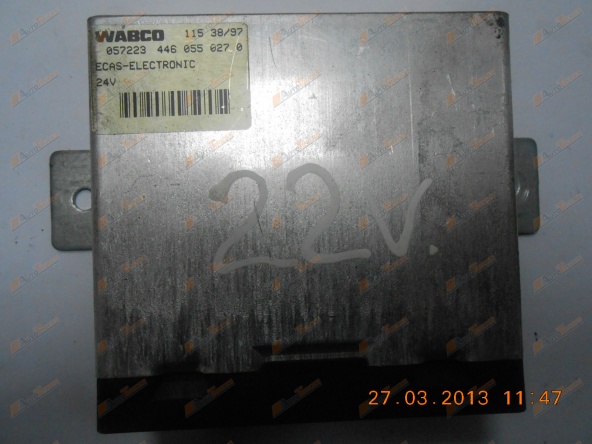 WABCO 115 38/97
057223 446 055 027 0
ECAS-ELECTRONIC
24V
22v.
27.03.2013 11:47